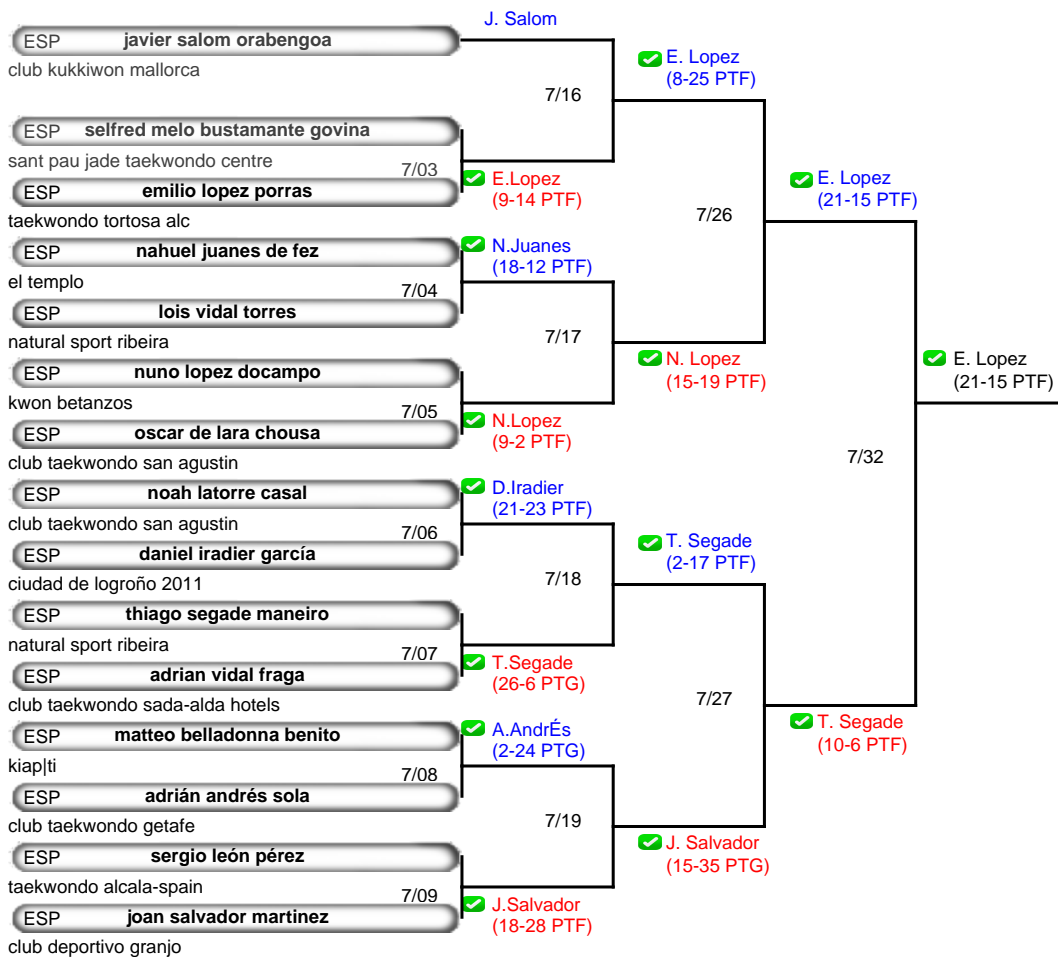 J. Salom
ESP javier salom orabengoa
club kukkiwon mallorca
E. Lopez
(8-25 PTF)
7/16
ESP selfred melo bustamante govina
sant pau jade taekwondo centre
7/03
ESP emilio lopez porras
taekwondo tortosa alc
E.Lopez
(9-14 PTF)
E. Lopez
(21-15 PTF)
7/26
ESP nahuel juanes de fez
el templo
N.Juanes
(18-12 PTF)
7/04
ESP lois vidal torres
natural sport ribeira
7/17
ESP nuno lopez docampo
kwon betanzos
N. Lopez
(15-19 PTF)
E. Lopez
(21-15 PTF)
7/05
ESP oscar de lara chousa
club taekwondo san agustin
N.Lopez
(9-2 PTF)
7/32
ESP noah latorre casal
club taekwondo san agustin
D.Iradier
(21-23 PTF)
7/06
ESP daniel iradier garcía
ciudad de logroño 2011
T. Segade
(2-17 PTF)
7/18
ESP thiago segade maneiro
natural sport ribeira
7/07
ESP adrian vidal fraga
club taekwondo sada-alda hotels
T.Segade
(26-6 PTG)
7/27
ESP matteo belladonna benito
kiap|ti
A.AndrÉs
(2-24 PTG)
T. Segade
(10-6 PTF)
7/08
ESP adrián andrés sola
club taekwondo getafe
7/19
ESP sergio león pérez
taekwondo alcala-spain
J. Salvador
(15-35 PTG)
7/09
ESP joan salvador martinez
club deportivo granjo
J.Salvador
(18-28 PTF)